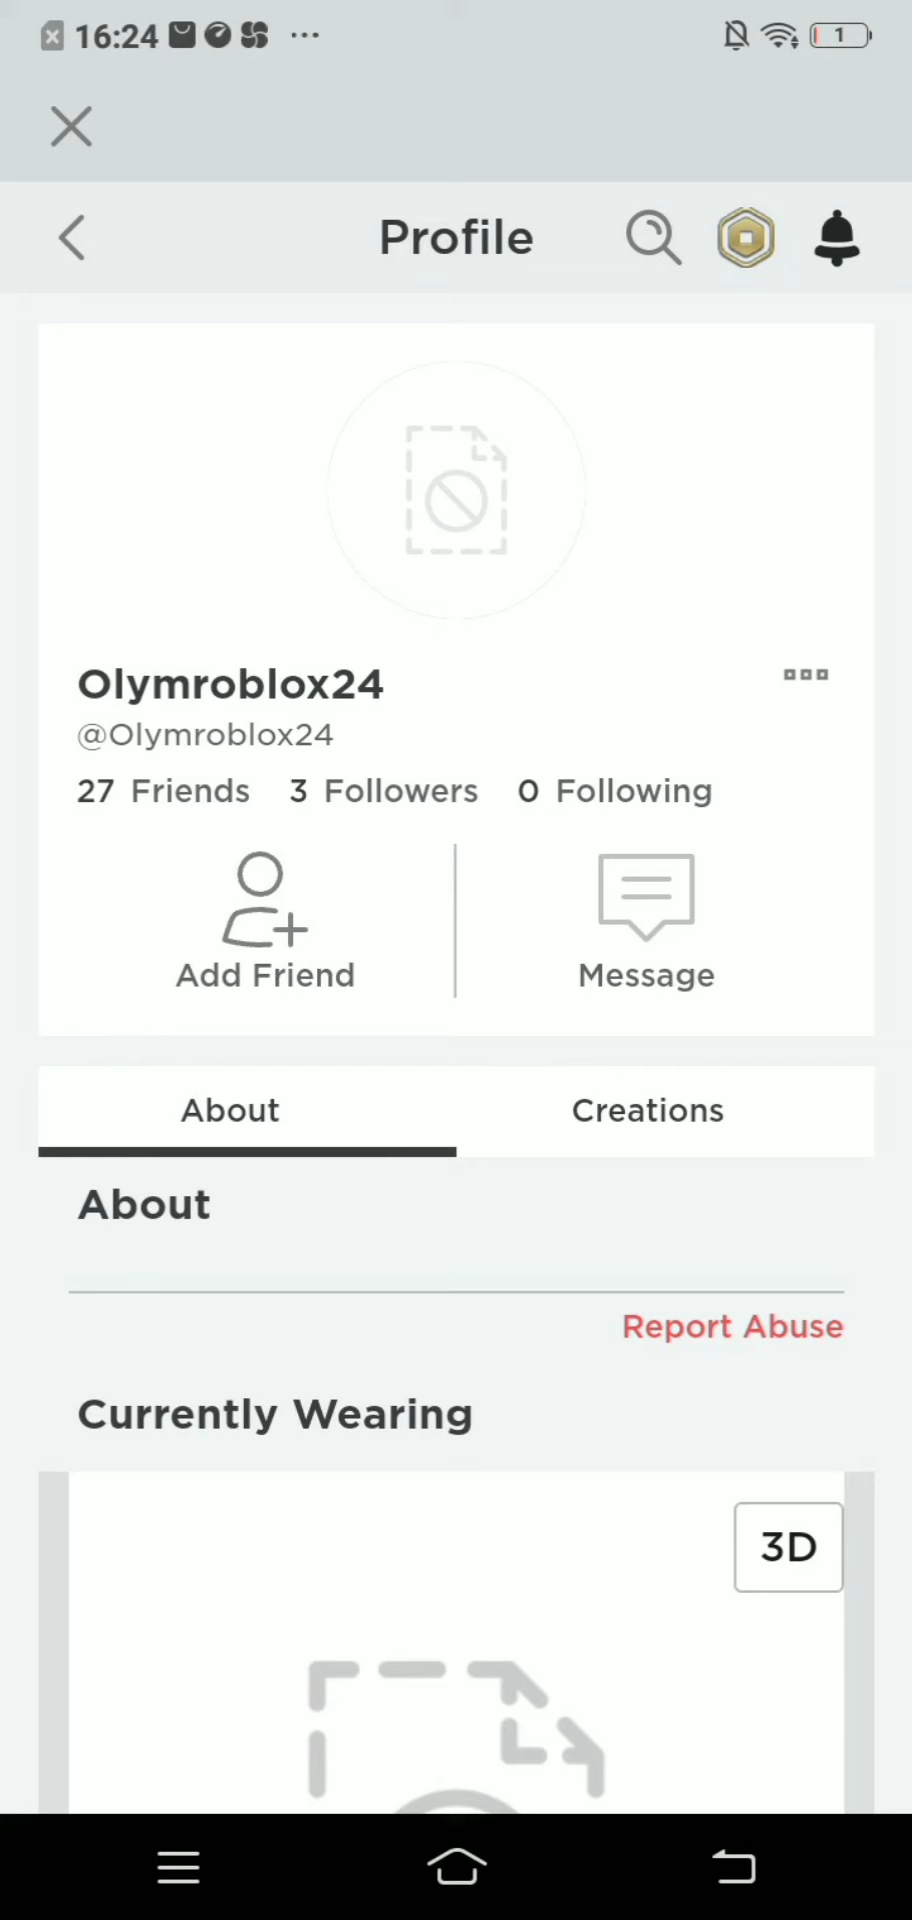 16:24 ... 1
Profile
Olymroblox24
@Olymroblox24
27 Friends 3 Followers 0 Following
Add Friend Message
About Creations
About
Report Abuse
Currently Wearing
3D